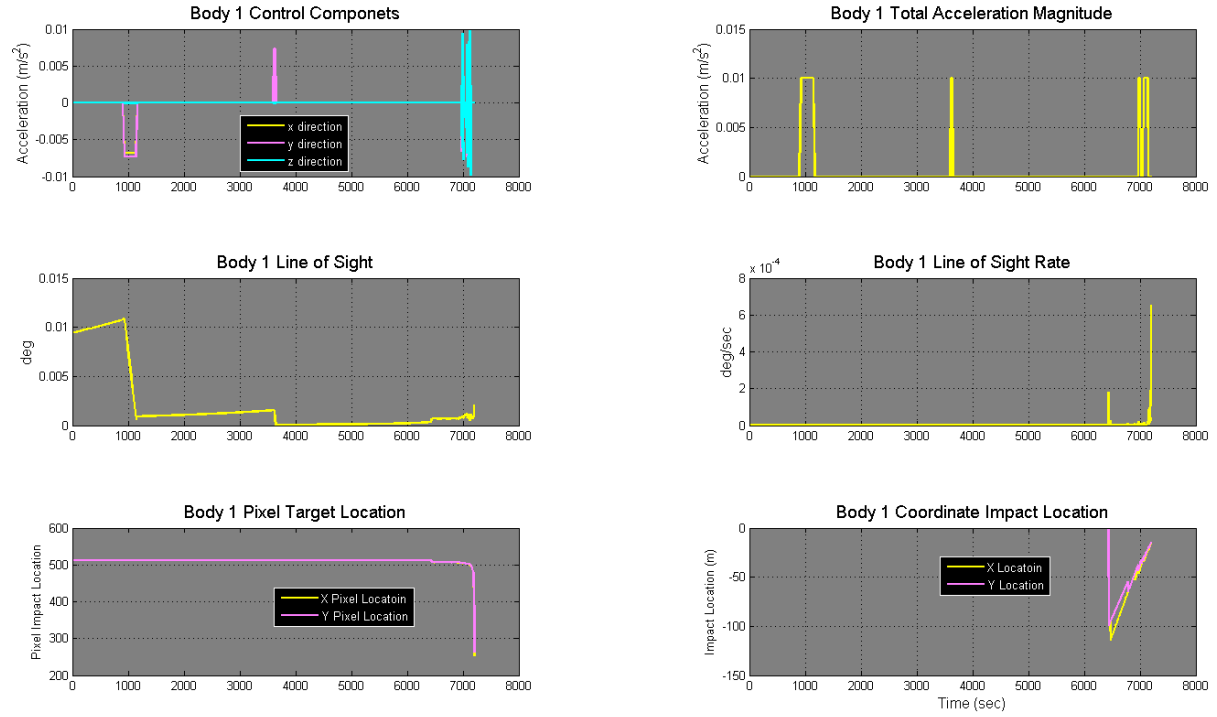 Body 1 Control Componets
Acceleration (m/s²)
0.01
0.005
0
-0.005
-0.01
x direction
y direction
z direction
0 1000 2000 3000 4000 5000 6000 7000 8000
Body 1 Total Acceleration Magnitude
Acceleration (m/s²)
0.015
0.01
0.005
0
0 1000 2000 3000 4000 5000 6000 7000 8000
Body 1 Line of Sight
deg
0.015
0.01
0.005
0
0 1000 2000 3000 4000 5000 6000 7000 8000
Body 1 Line of Sight Rate
x 10⁻⁴
deg/sec
8
6
4
2
0
0 1000 2000 3000 4000 5000 6000 7000 8000
Body 1 Pixel Target Location
Pixel Impact Location
600
500
400
300
200
X Pixel Locatoin
Y Pixel Location
0 1000 2000 3000 4000 5000 6000 7000 8000
Body 1 Coordinate Impact Location
Impact Location (m)
0
-50
-100
-150
X Locatoin
Y Location
0 1000 2000 3000 4000 5000 6000 7000 8000
Time (sec)